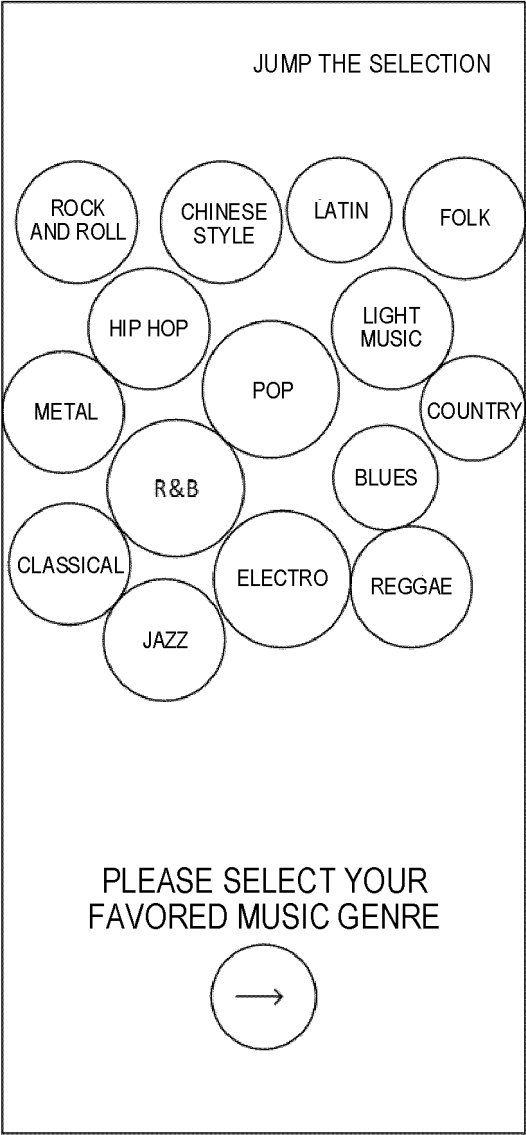 JUMP THE SELECTION
ROCK
AND ROLL
CHINESE
STYLE
LATIN
FOLK
HIP HOP
LIGHT
MUSIC
POP
METAL
COUNTRY
R&B
BLUES
CLASSICAL
ELECTRO
REGGAE
JAZZ
PLEASE SELECT YOUR
FAVORED MUSIC GENRE